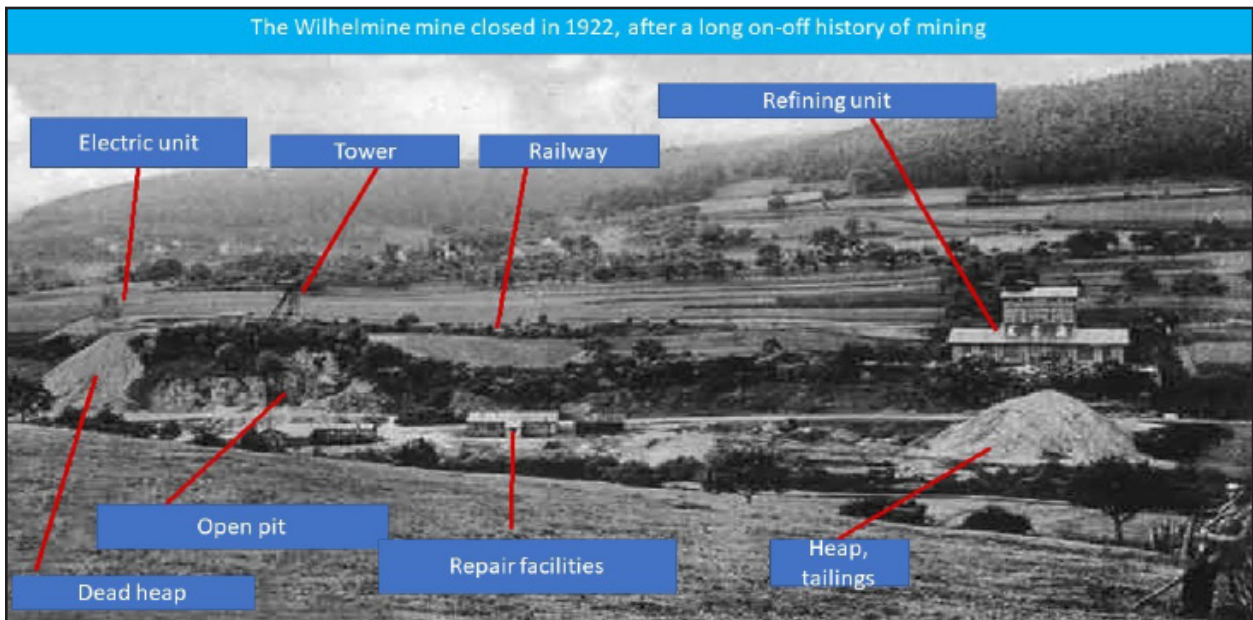 The Wilhelmine mine closed in 1922, after a long on-off history of mining
Refining unit
Electric unit
Tower
Railway
Open pit
Repair facilities
Heap,
tailings
Dead heap